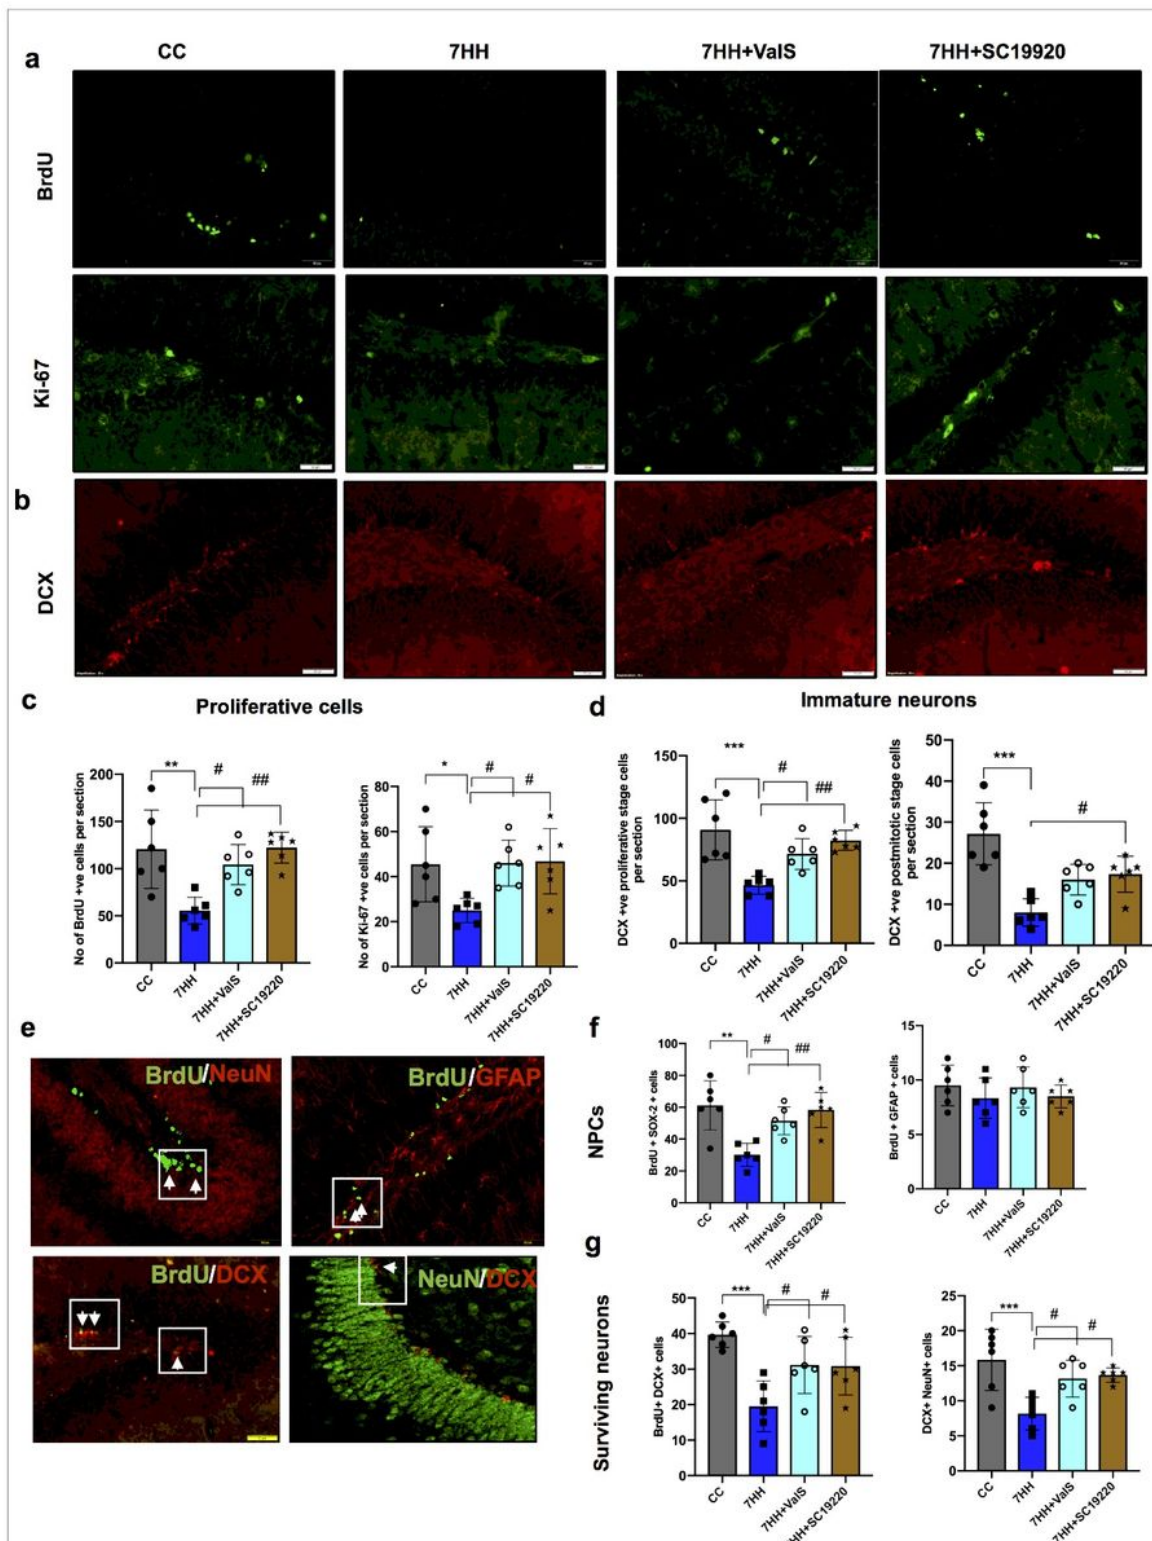 a
CC
7HH
7HH+ValS
7HH+SC19920
BrdU
Ki-67
b
DCX
c
Proliferative cells
No of BrdU +ve cells per section
200
150
100
50
0
**
#
##
CC
7HH
7HH+ValS
7HH+SC19220
No of Ki-67 +ve cells per section
80
60
40
20
0
*
#
#
CC
7HH
7HH+ValS
7HH+SC19220
d
Immature neurons
DCX +ve proliferative stage cells
per section
150
100
50
0
***
#
##
CC
7HH
7HH+ValS
7HH+SC19220
DCX +ve postmitotic stage cells
per section
40
30
20
10
0
***
#
CC
7HH
7HH+ValS
7HH+SC19220
e
BrdU/NeuN
BrdU/GFAP
BrdU/DCX
NeuN/DCX
f
NPCs
BrdU + SOX-2 + cells
100
80
60
40
20
0
**
#
##
CC
7HH
7HH+ValS
7HH+SC19220
BrdU + GFAP + cells
15
10
5
0
CC
7HH
7HH+ValS
7HH+SC19220
g
Surviving neurons
BrdU+ DCX+ cells
50
40
30
20
10
0
***
#
#
CC
7HH
7HH+ValS
7HH+SC19220
DCX+ NeuN+ cells
25
20
15
10
5
0
***
#
#
CC
7HH
7HH+ValS
7HH+SC19220